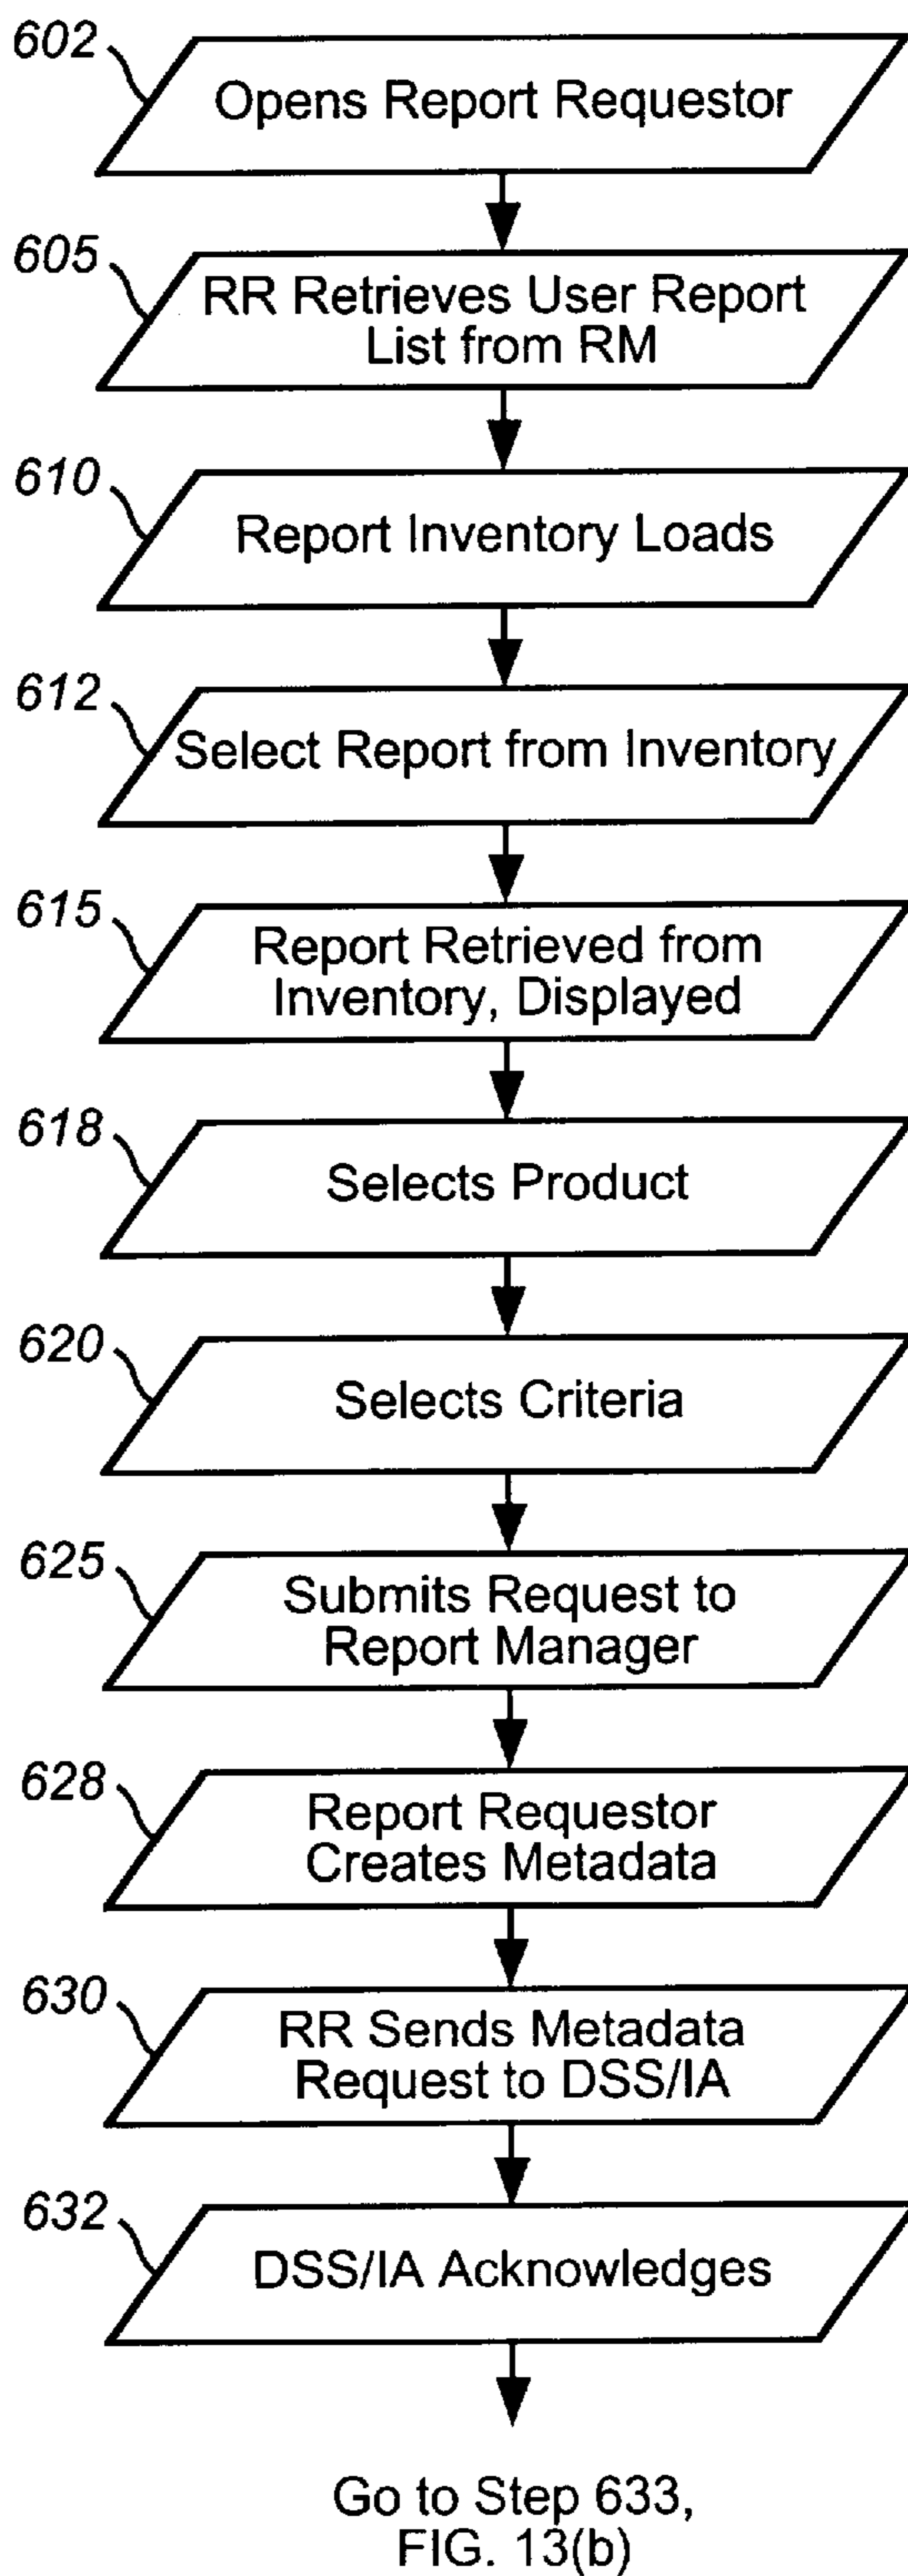 602
Opens Report Requestor
605
RR Retrieves User Report
List from RM
610
Report Inventory Loads
612
Select Report from Inventory
615
Report Retrieved from
Inventory, Displayed
618
Selects Product
620
Selects Criteria
625
Submits Request to
Report Manager
628
Report Requestor
Creates Metadata
630
RR Sends Metadata
Request to DSS/IA
632
DSS/IA Acknowledges
Go to Step 633,
FIG. 13(b)